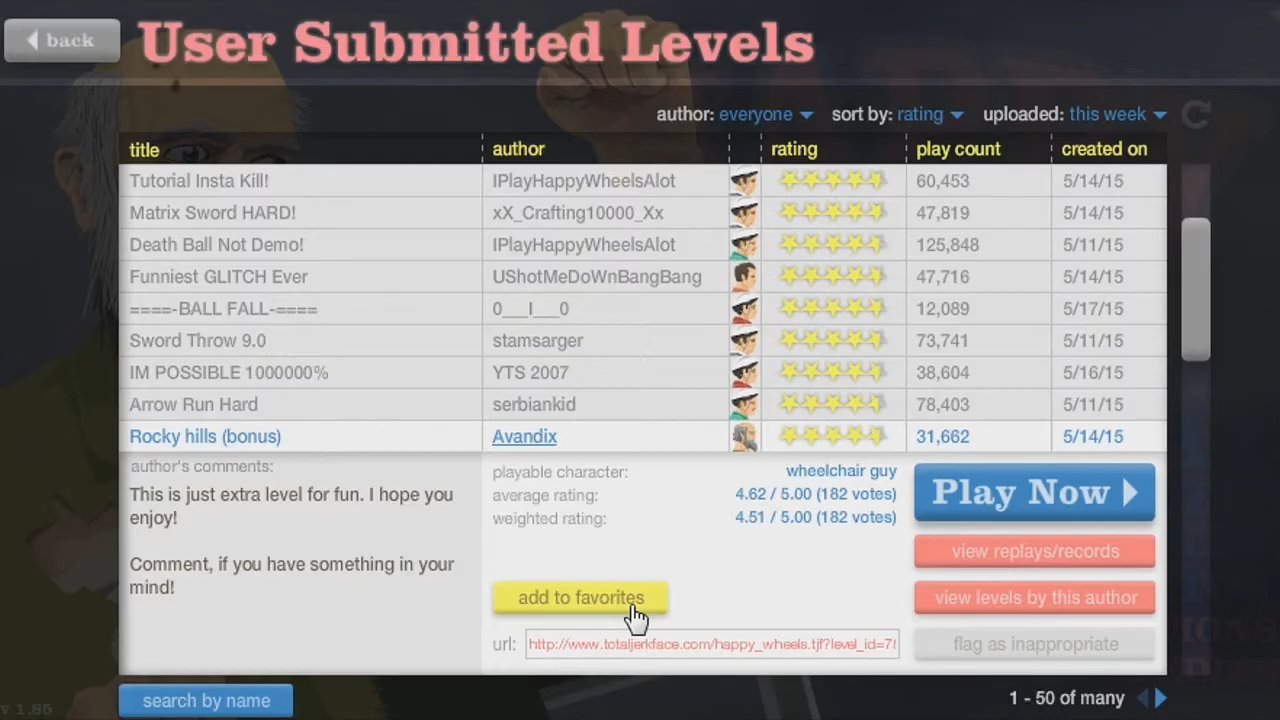 back
User Submitted Levels
author: everyone sort by: rating uploaded: this week
title author rating play count created on
Tutorial Insta Kill! IPlayHappyWheelsAlot 60,453 5/14/15
Matrix Sword HARD! xX_Crafting10000_Xx 47,819 5/14/15
Death Ball Not Demo! IPlayHappyWheelsAlot 125,848 5/11/15
Funniest GLITCH Ever UShotMeDoWnBangBang 47,716 5/14/15
====-BALL FALL-==== 0___I___0 12,089 5/17/15
Sword Throw 9.0 stamsarger 73,741 5/11/15
IM POSSIBLE 1000000% YTS 2007 38,604 5/16/15
Arrow Run Hard serbiankid 78,403 5/11/15
Rocky hills (bonus) Avandix 31,662 5/14/15
author's comments:
This is just extra level for fun. I hope you
enjoy!
Comment, if you have something in your
mind!
playable character: wheelchair guy
average rating: 4.62 / 5.00 (182 votes)
weighted rating: 4.51 / 5.00 (182 votes)
add to favorites
url: http://www.totaljerkface.com/happy_wheels.tjf?level_id=7
Play Now
view replays/records
view levels by this author
flag as inappropriate
search by name
1 - 50 of many
v 1.85